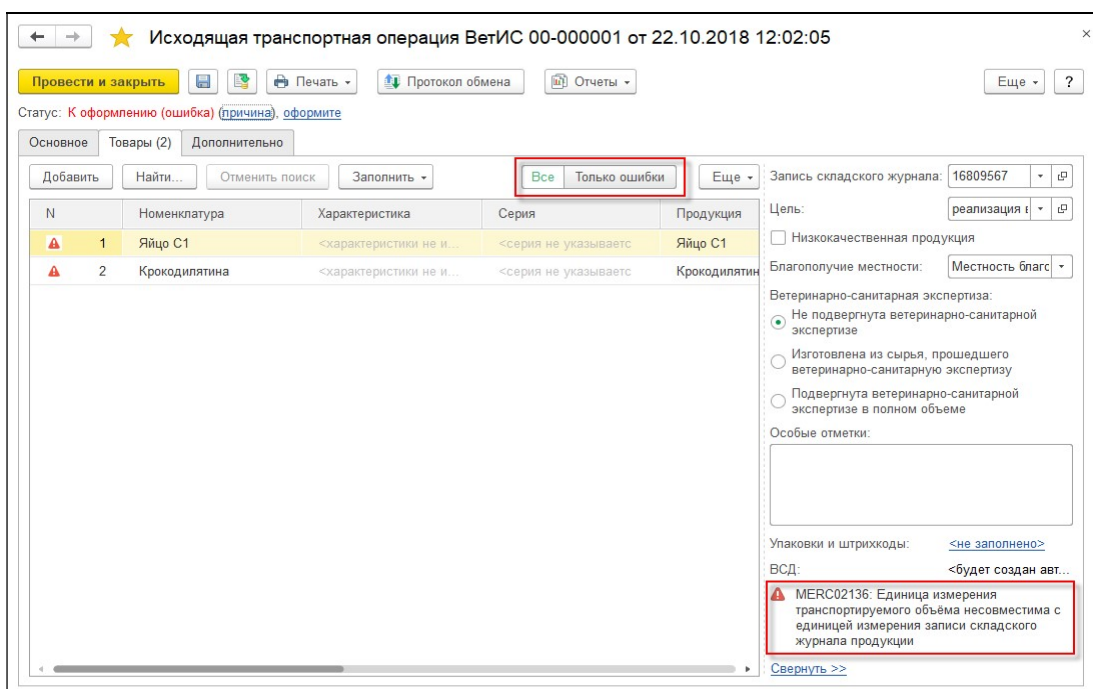 Исходящая транспортная операция ВетИС 00-000001 от 22.10.2018 12:02:05
Провести и закрыть Печать Протокол обмена Отчеты Еще ?
Статус: К оформлению (ошибка) (причина), оформите
Основное Товары (2) Дополнительно
Добавить Найти... Отменить поиск Заполнить Все Только ошибки Еще
N Номенклатура Характеристика Серия Продукция
1 Яйцо С1 <характеристики не и... <серия не указываетс Яйцо С1
2 Крокодилятина <характеристики не и... <серия не указываетс Крокодилятин
Запись складского журнала: 16809567
Цель: реализация в
Низкокачественная продукция
Благополучие местности: Местность благс
Ветеринарно-санитарная экспертиза:
Не подвергнута ветеринарно-санитарной
экспертизе
Изготовлена из сырья, прошедшего
ветеринарно-санитарную экспертизу
Подвергнута ветеринарно-санитарной
экспертизе в полном объеме
Особые отметки:
Упаковки и штрихкоды: <не заполнено>
ВСД: <будет создан авт...
MERC02136: Единица измерения
транспортируемого объёма несовместима с
единицей измерения записи складского
журнала продукции
Свернуть >>